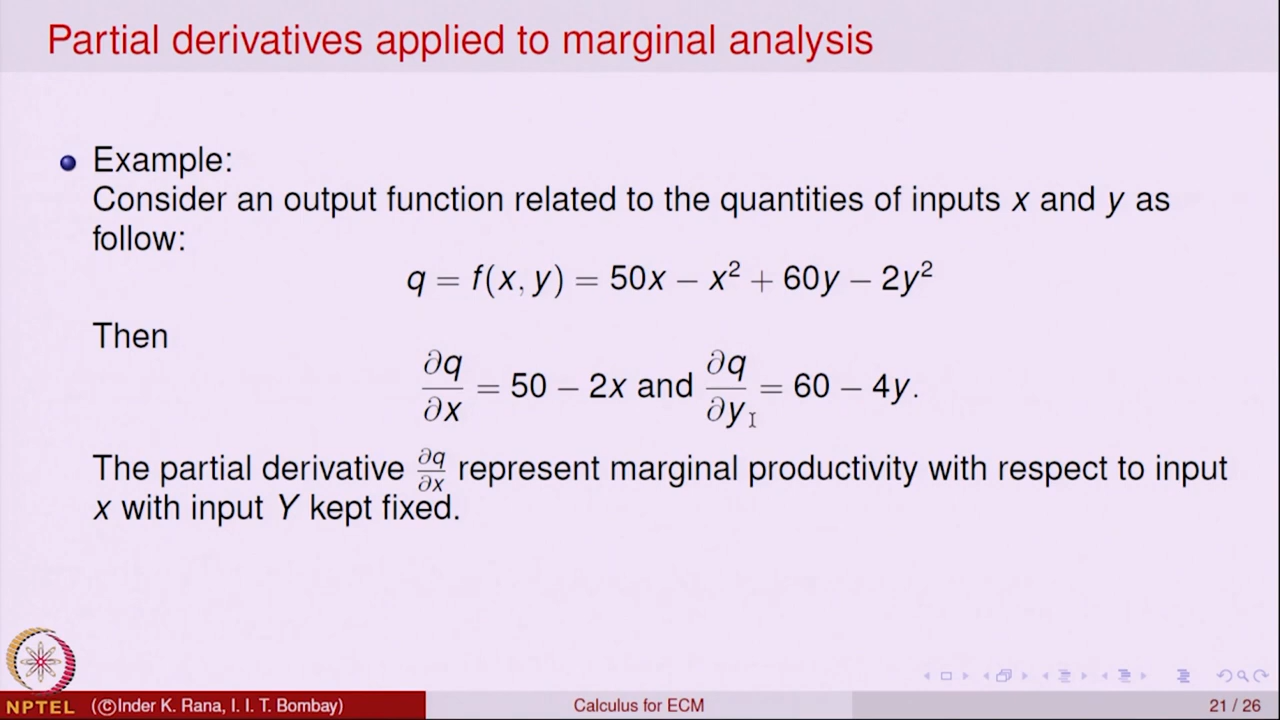 Partial derivatives applied to marginal analysis
Example:
Consider an output function related to the quantities of inputs x and y as
follow:
q = f(x, y) = 50x − x² + 60y − 2y²
Then
∂q/∂x = 50 − 2x and ∂q/∂y = 60 − 4y.
The partial derivative ∂q/∂x represent marginal productivity with respect to input
x with input Y kept fixed.
NPTEL (©Inder K. Rana, I. I. T. Bombay) Calculus for ECM 21 / 26